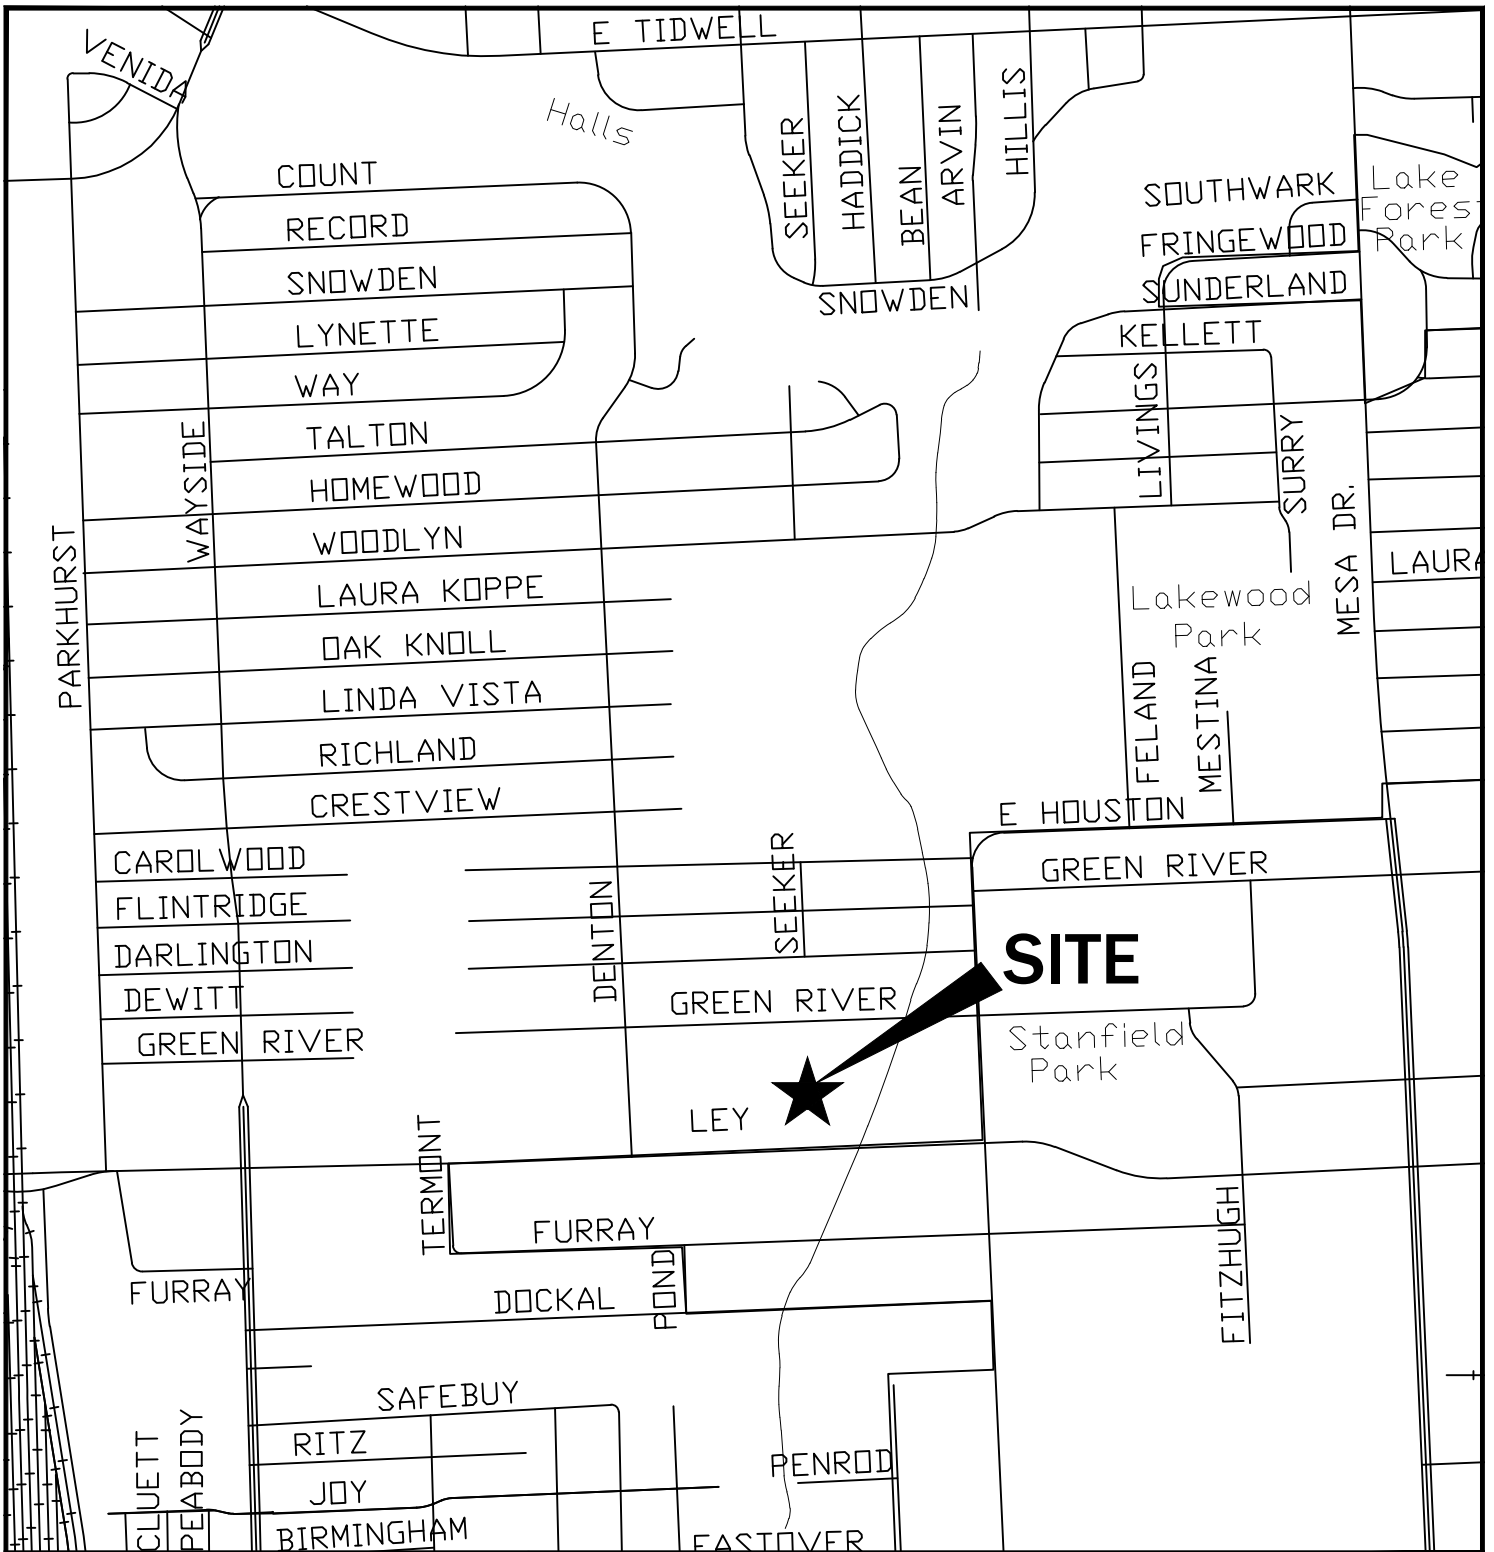 E TIDWELL
VENIDA
Halls
SEEKER
HADDICK
BEAN
ARVIN
HILLIS
COUNT
RECORD
SNOWDEN
LYNETTE
WAY
TALTON
HOMEWOOD
WOODLYN
LAURA KOPPE
OAK KNOLL
LINDA VISTA
RICHLAND
CRESTVIEW
CAROLWOOD
FLINTRIDGE
DARLINGTON
DEWITT
GREEN RIVER
PARKHURST
WAYSIDE
SNOWDEN
SOUTHWARK
FRINGEWOOD
SUNDERLAND
KELLETT
Lake
Fores
Park
LIVINGS
SURRY
MESA DR.
LAURA
Lakewood
Park
FELAND
MESTINA
E HOUSTON
GREEN RIVER
SEEKER
DENTON
SITE
GREEN RIVER
Stanfield
Park
LEY
TERMONT
FURRAY
FURRAY
POND
DOCKAL
FITZHUGH
SAFEBUY
RITZ
JOY
BIRMINGHAM
CLUETT
PEABODY
PENROD
EASTOVER